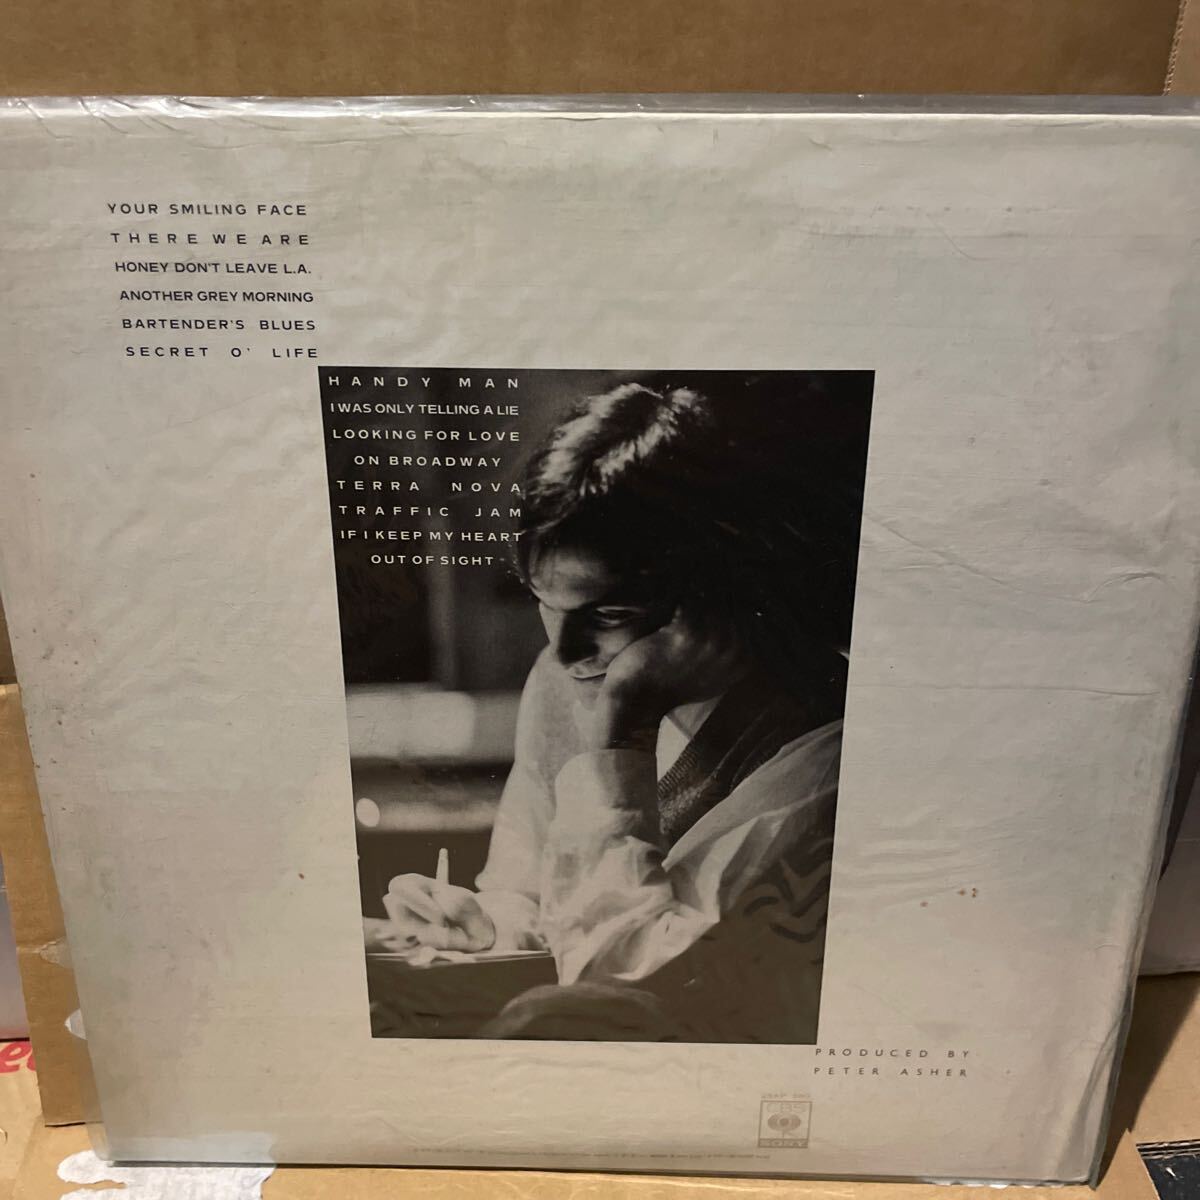 YOUR SMILING FACE
THERE WE ARE
HONEY DON'T LEAVE L.A.
ANOTHER GREY MORNING
BARTENDER'S BLUES
SECRET O' LIFE
HANDY MAN
I WAS ONLY TELLING A LIE
LOOKING FOR LOVE
ON BROADWAY
TERRA NOVA
TRAFFIC JAM
IF I KEEP MY HEART
OUT OF SIGHT
PRODUCED BY
PETER ASHER
CBS
SONY